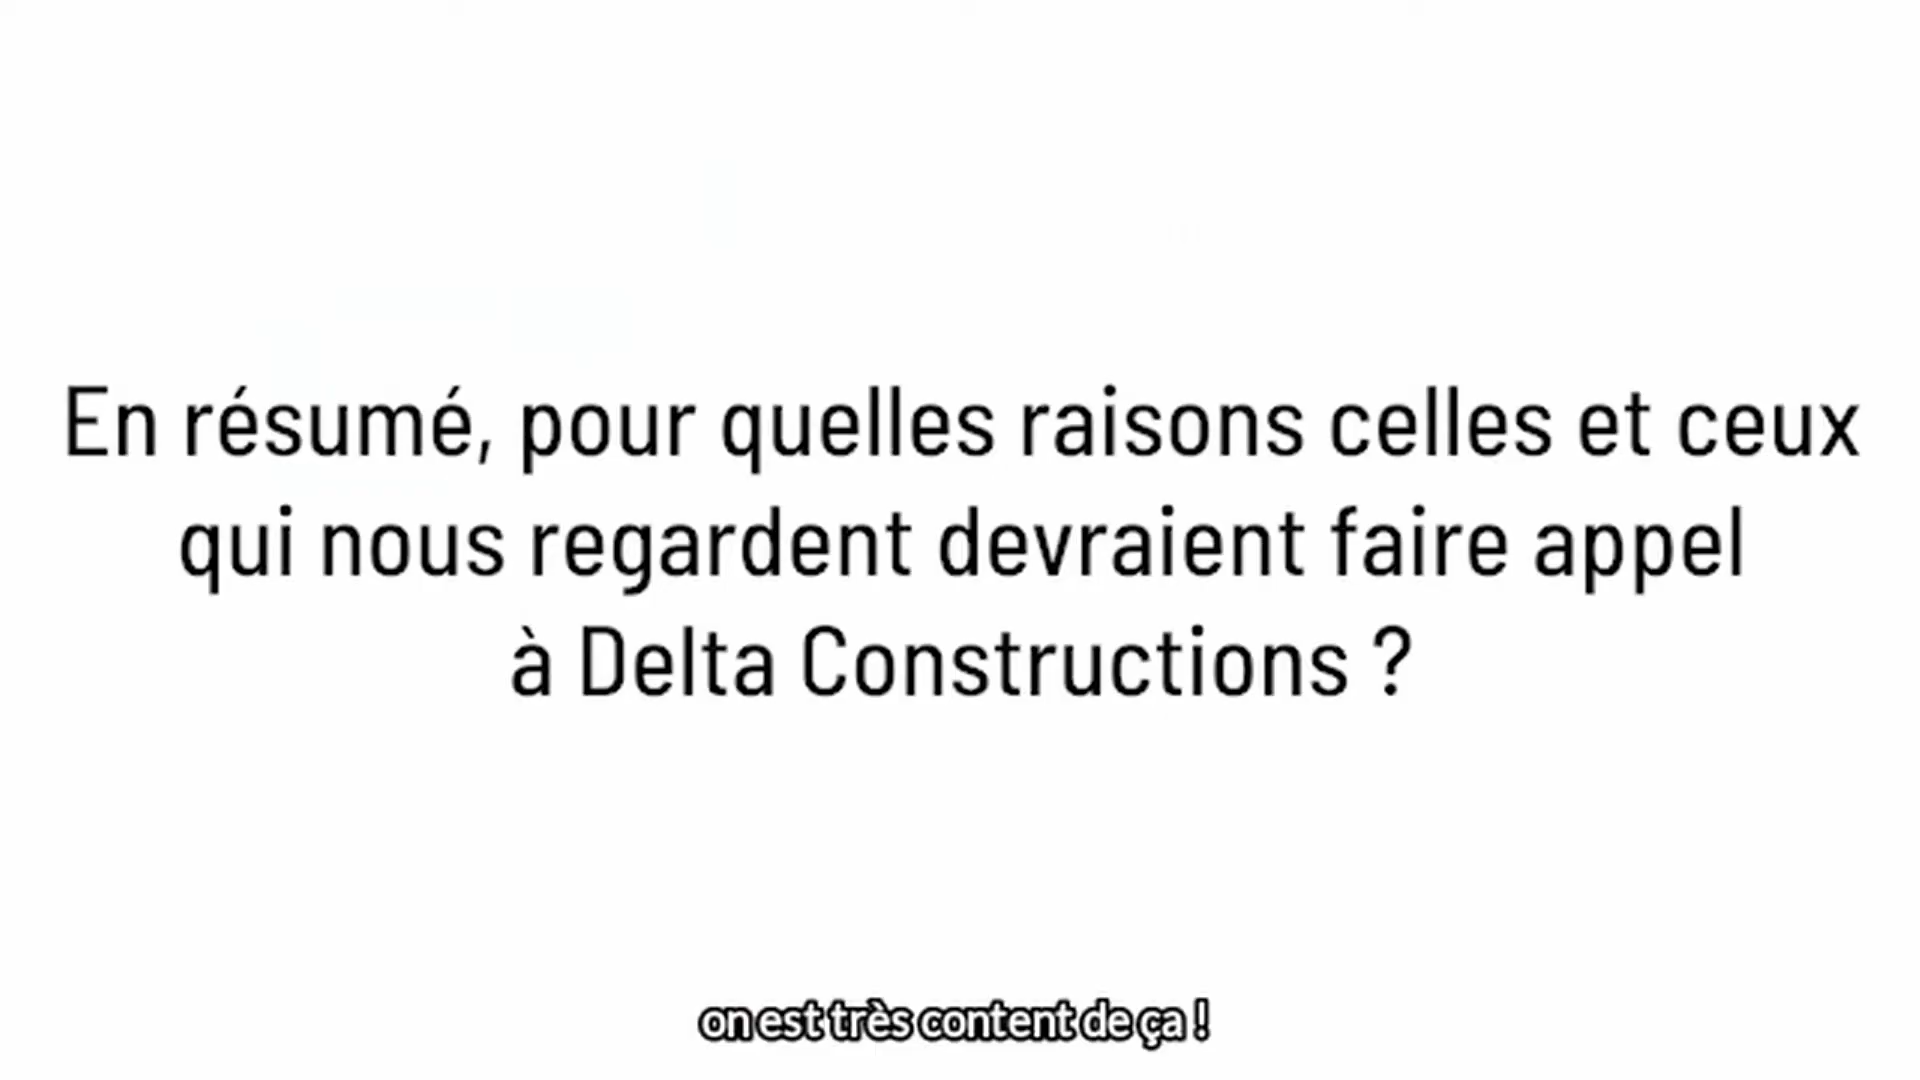 En résumé, pour quelles raisons celles et ceux
qui nous regardent devraient faire appel
à Delta Constructions ?
on est très content de ça !